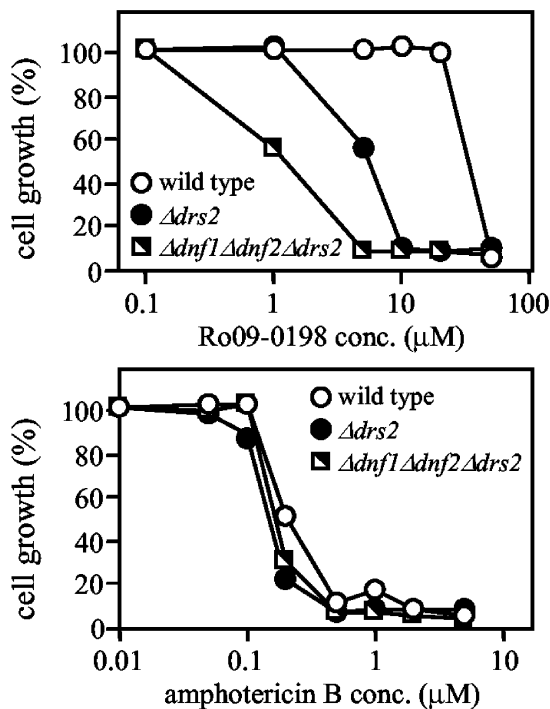 cell growth (%)
100
80
60
40
20
0
wild type
Δdrs2
Δdnf1Δdnf2Δdrs2
0.1
1
10
100
Ro09-0198 conc. (μM)
cell growth (%)
100
80
60
40
20
0
wild type
Δdrs2
Δdnf1Δdnf2Δdrs2
0.01
0.1
1
10
amphotericin B conc. (μM)